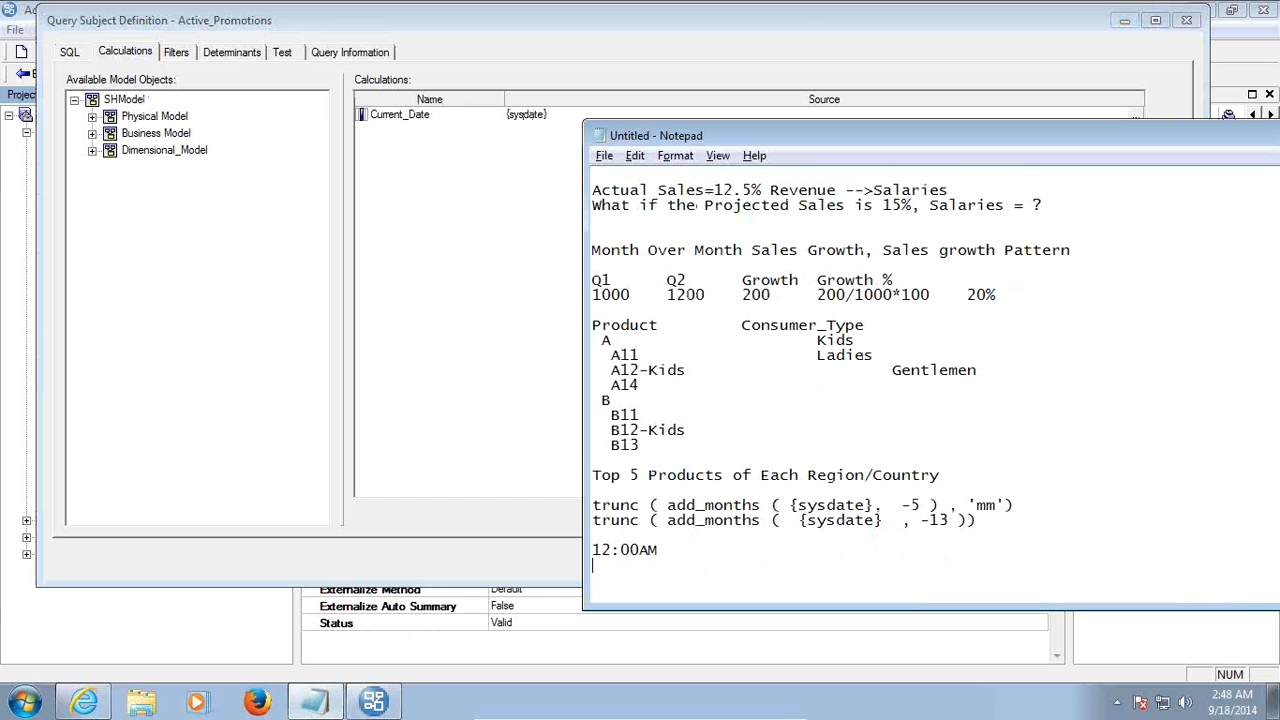 Query Subject Definition - Active_Promotions
File
SQL
Calculations
Filters
Determinants
Test
Query Information
Available Model Objects:
Calculations:
Projec
SHModel
Physical Model
Business Model
Dimensional_Model
Name
Source
Current_Date
{sysdate}
Untitled - Notepad
File Edit Format View Help
Actual Sales=12.5% Revenue -->Salaries
What if the Projected Sales is 15%, Salaries = ?
Month Over Month Sales Growth, Sales growth Pattern
Q1 Q2 Growth Growth %
1000 1200 200 200/1000*100 20%
Product Consumer_Type
A Kids
A11 Ladies
A12-Kids Gentlemen
A14
B
B11
B12-Kids
B13
Top 5 Products of Each Region/Country
trunc ( add_months ( {sysdate}, -5 ) , 'mm')
trunc ( add_months ( {sysdate} , -13 ))
12:00AM
Externalize Method Default
Externalize Auto Summary False
Status Valid
NUM
2:48 AM
9/18/2014